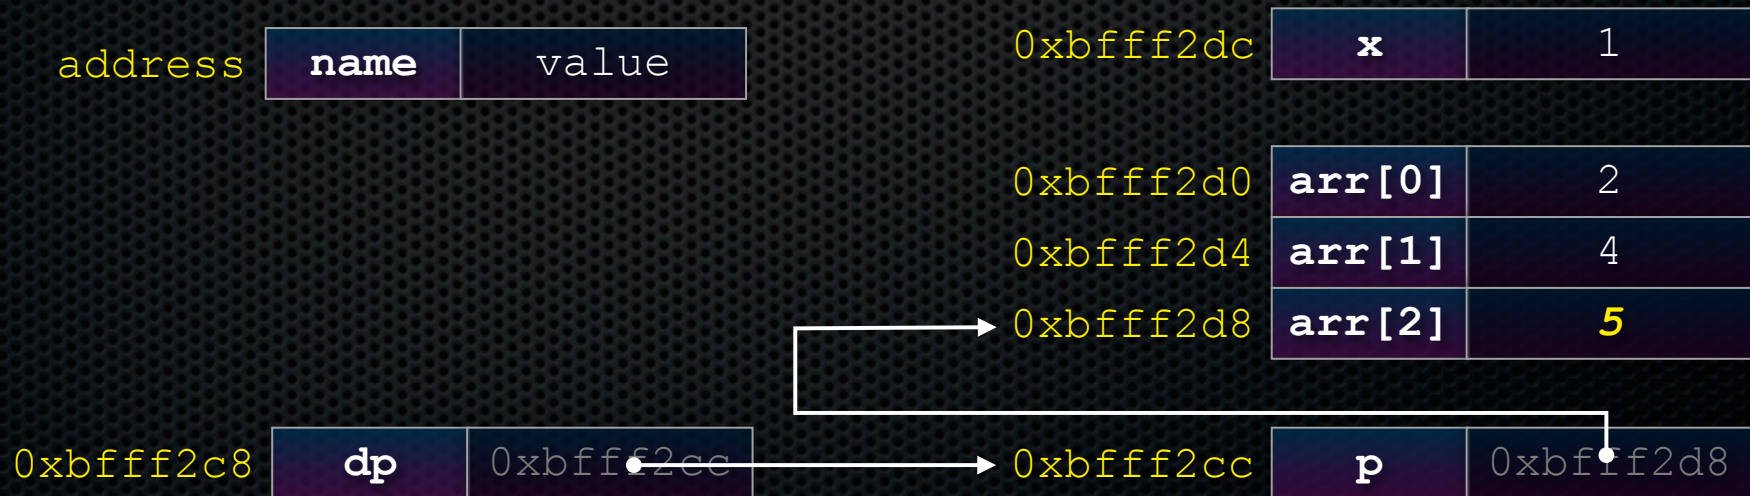 address name value
0xbfff2dc x 1
0xbfff2d0 arr[0] 2
0xbfff2d4 arr[1] 4
0xbfff2d8 arr[2] 5
0xbfff2c8 dp 0xbfff2cc
0xbfff2cc p 0xbfff2d8